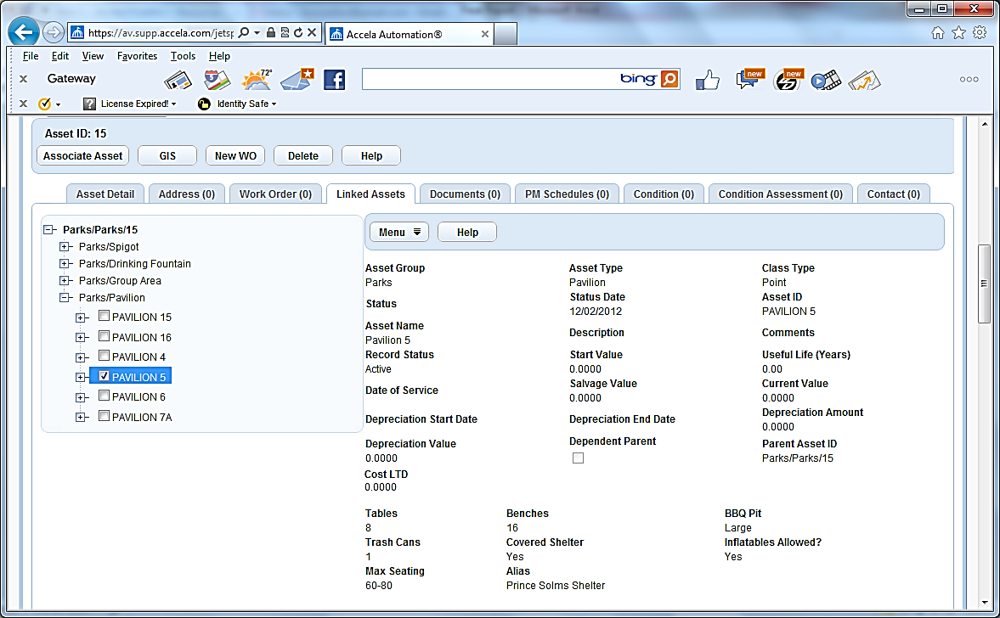 https://av.supp.accela.com/jetsp
Accela Automation®
File Edit View Favorites Tools Help
x Gateway 72° bing new new
x License Expired! Identity Safe
Asset ID: 15
Associate Asset GIS New WO Delete Help
Asset Detail Address (0) Work Order (0) Linked Assets Documents (0) PM Schedules (0) Condition (0) Condition Assessment (0) Contact (0)
Parks/Parks/15
Parks/Spigot
Parks/Drinking Fountain
Parks/Group Area
Parks/Pavilion
PAVILION 15
PAVILION 16
PAVILION 4
PAVILION 5
PAVILION 6
PAVILION 7A
Menu Help
Asset Group Asset Type Class Type
Parks Pavilion Point
Status Status Date Asset ID
12/02/2012 PAVILION 5
Asset Name Description Comments
Pavilion 5
Record Status Start Value Useful Life (Years)
Active 0.0000 0.00
Date of Service Salvage Value Current Value
0.0000 0.0000
Depreciation Start Date Depreciation End Date Depreciation Amount
0.0000
Depreciation Value Dependent Parent Parent Asset ID
0.0000 Parks/Parks/15
Cost LTD
0.0000
Tables Benches BBQ Pit
8 16 Large
Trash Cans Covered Shelter Inflatables Allowed?
1 Yes Yes
Max Seating Alias
60-80 Prince Solms Shelter